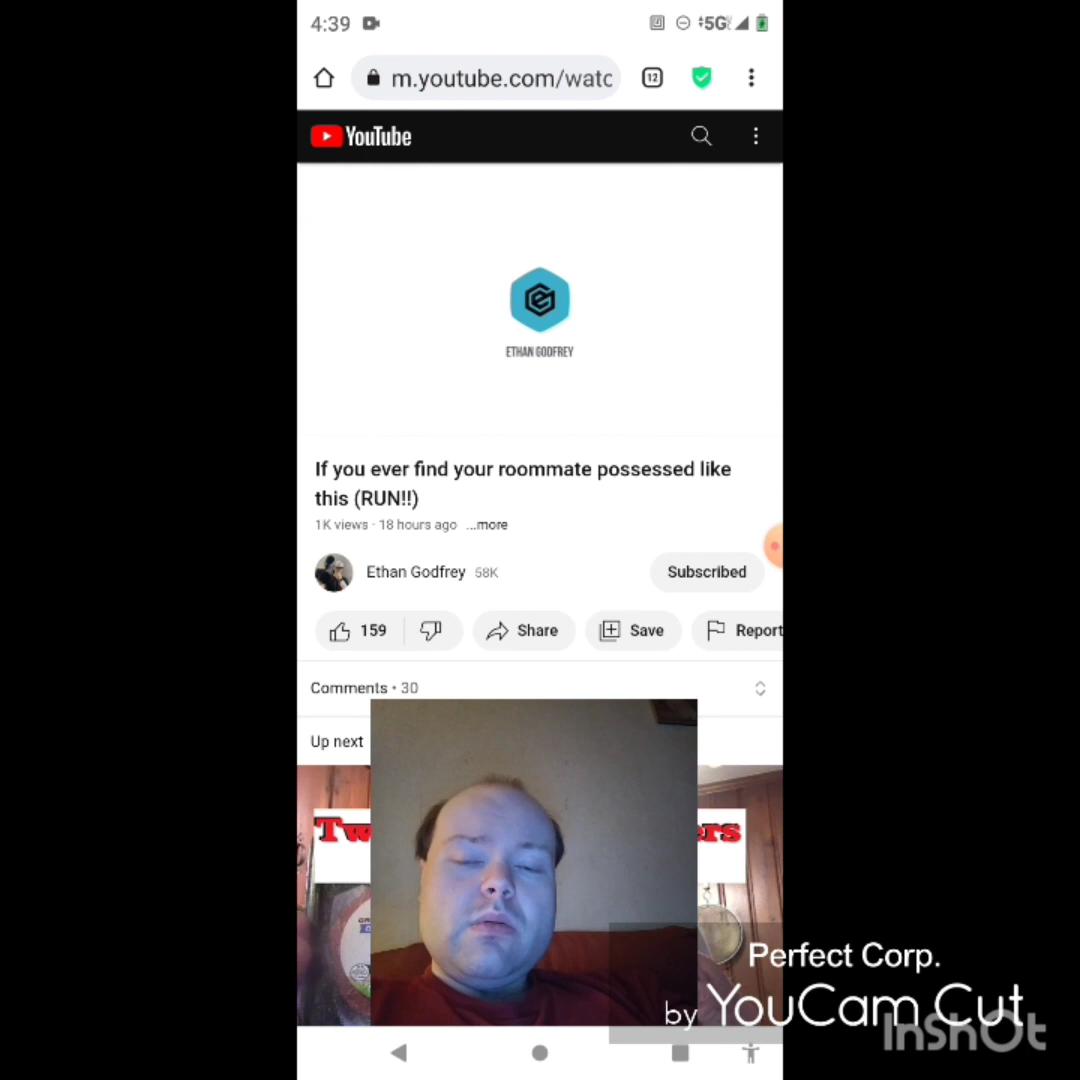 4:39
5G
m.youtube.com/watc
12
YouTube
ETHAN GODFREY
If you ever find your roommate possessed like
this (RUN!!)
1K views · 18 hours ago ...more
Ethan Godfrey 58K
Subscribed
159
Share
Save
Report
Comments • 30
Up next
Tw
ers
Perfect Corp.
by YouCam Cut
InShOt